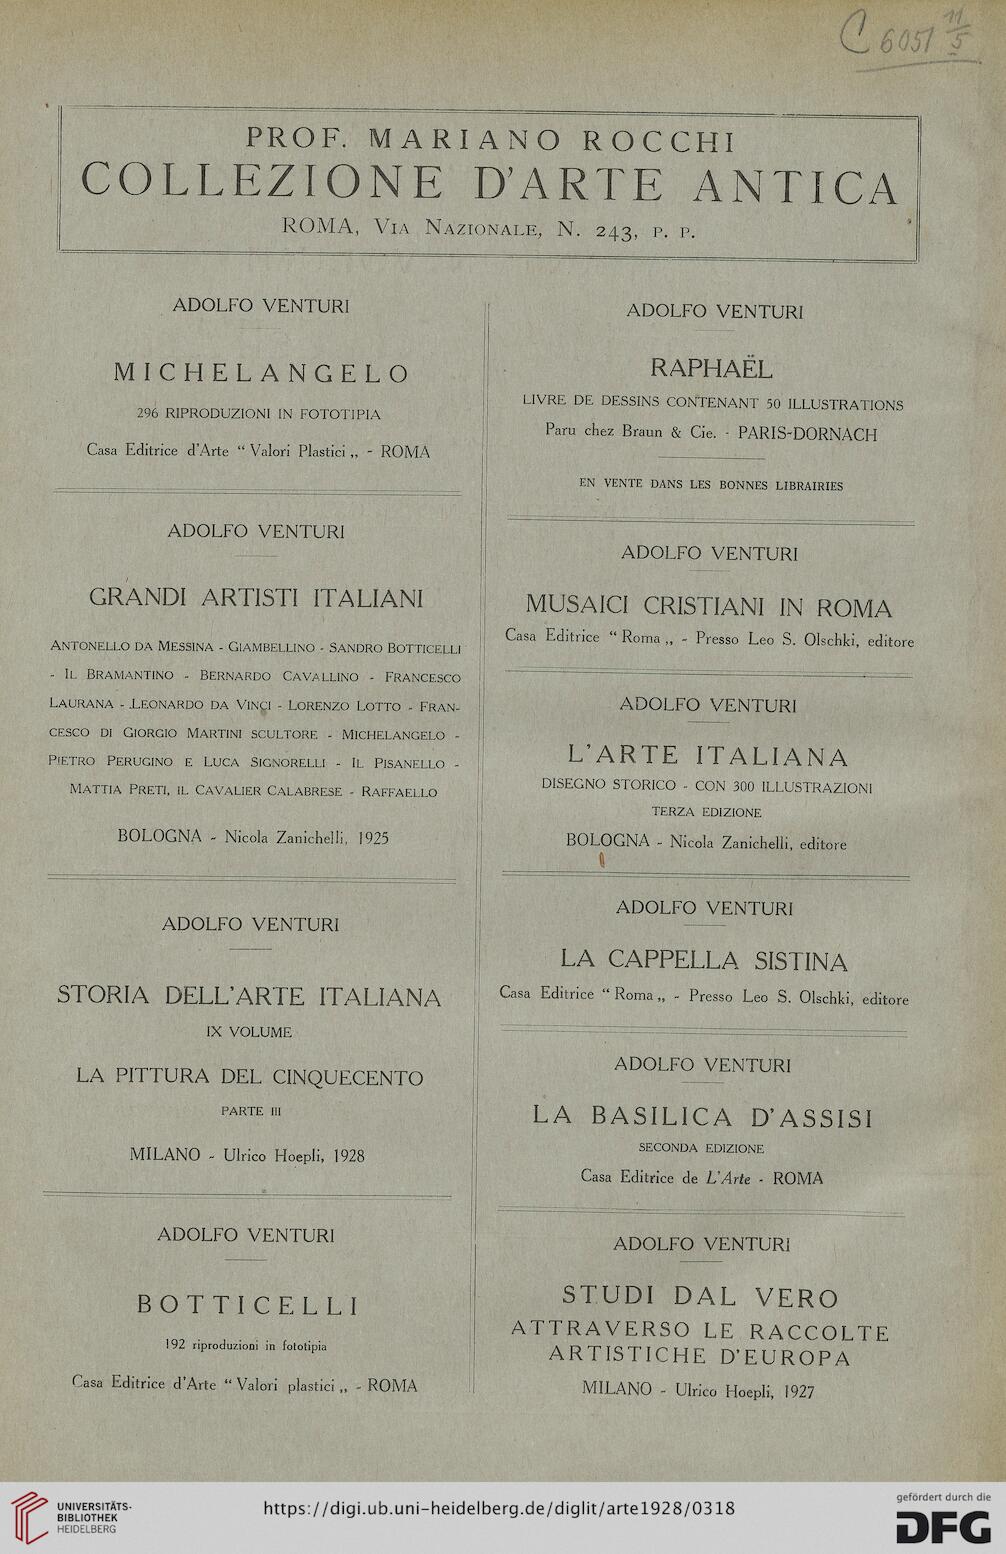 C 6051 11/5
PROF. MARIANO ROCCHI
COLLEZIONE D'ARTE ANTICA
ROMA, VIA NAZIONALE, N. 243, P. P.
ADOLFO VENTURI
MICHELANGELO
296 RIPRODUZIONI IN FOTOTIPIA
Casa Editrice d'Arte “ Valori Plastici „ - ROMA
ADOLFO VENTURI
GRANDI ARTISTI ITALIANI
ANTONELLO DA MESSINA - GIAMBELLINO - SANDRO BOTTICELLI
- IL BRAMANTINO - BERNARDO CAVALLINO - FRANCESCO
LAURANA - LEONARDO DA VINCI - LORENZO LOTTO - FRAN-
CESCO DI GIORGIO MARTINI SCULTORE - MICHELANGELO -
PIETRO PERUGINO E LUCA SIGNORELLI - IL PISANELLO -
MATTIA PRETI, IL CAVALIER CALABRESE - RAFFAELLO
BOLOGNA - Nicola Zanichelli, 1925
ADOLFO VENTURI
STORIA DELL'ARTE ITALIANA
IX VOLUME
LA PITTURA DEL CINQUECENTO
PARTE III
MILANO - Ulrico Hoepli, 1928
ADOLFO VENTURI
BOTTICELLI
192 riproduzioni in fototipia
Casa Editrice d'Arte “ Valori plastici „ - ROMA
ADOLFO VENTURI
RAPHAËL
LIVRE DE DESSINS CONTENANT 50 ILLUSTRATIONS
Paru chez Braun & Cie. - PARIS-DORNACH
EN VENTE DANS LES BONNES LIBRAIRIES
ADOLFO VENTURI
MUSAICI CRISTIANI IN ROMA
Casa Editrice “ Roma „ - Presso Leo S. Olschki, editore
ADOLFO VENTURI
L'ARTE ITALIANA
DISEGNO STORICO - CON 300 ILLUSTRAZIONI
TERZA EDIZIONE
BOLOGNA - Nicola Zanichelli, editore
ADOLFO VENTURI
LA CAPPELLA SISTINA
Casa Editrice “ Roma „ - Presso Leo S. Olschki, editore
ADOLFO VENTURI
LA BASILICA D'ASSISI
SECONDA EDIZIONE
Casa Editrice de L'Arte - ROMA
ADOLFO VENTURI
STUDI DAL VERO
ATTRAVERSO LE RACCOLTE
ARTISTICHE D'EUROPA
MILANO - Ulrico Hoepli, 1927
UNIVERSITÄTS-
BIBLIOTHEK
HEIDELBERG
https://digi.ub.uni-heidelberg.de/diglit/arte1928/0318
gefördert durch die
DFG